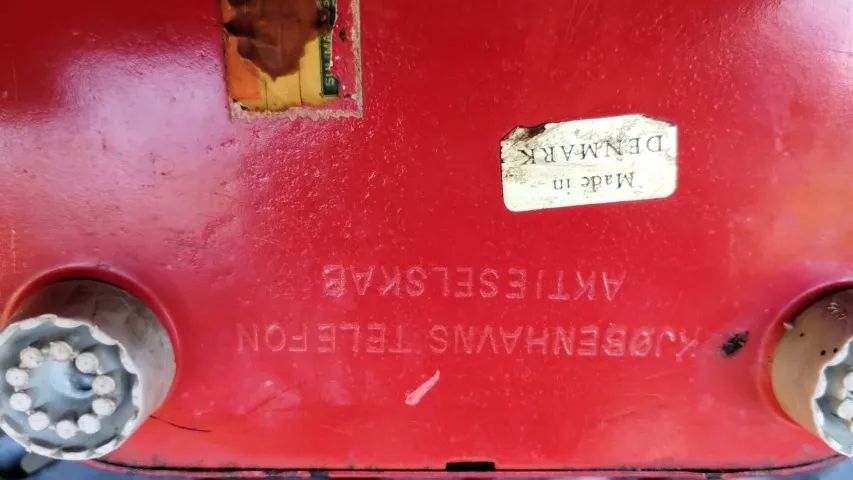 KJØBENHAVNS TELEFON
AKTIESELSKAB
Made in
DENMARK